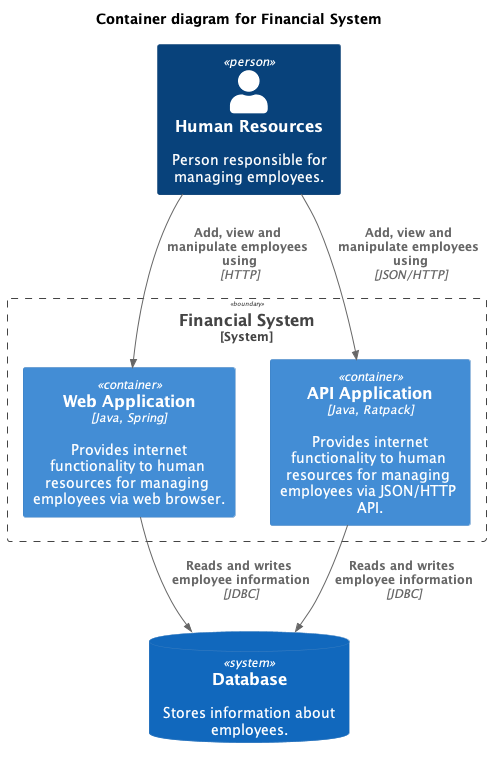 Container diagram for Financial System
«person»
Human Resources
Person responsible for
managing employees.
Add, view and
manipulate employees
using
[HTTP]
Add, view and
manipulate employees
using
[JSON/HTTP]
«boundary»
Financial System
[System]
«container»
Web Application
[Java, Spring]
Provides internet
functionality to human
resources for managing
employees via web browser.
«container»
API Application
[Java, Ratpack]
Provides internet
functionality to human
resources for managing
employees via JSON/HTTP
API.
Reads and writes
employee information
[JDBC]
Reads and writes
employee information
[JDBC]
«system»
Database
Stores information about
employees.